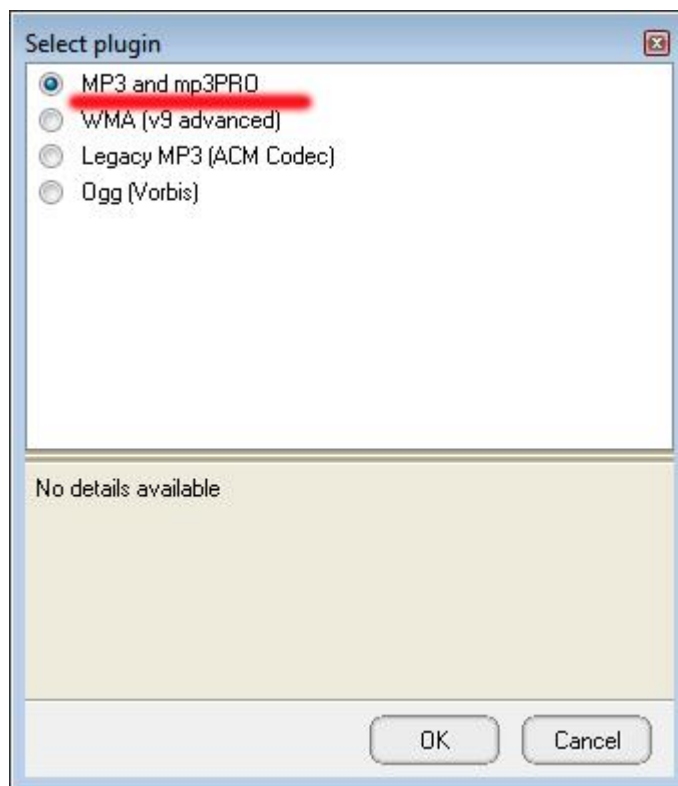 Select plugin
MP3 and mp3PRO
WMA (v9 advanced)
Legacy MP3 (ACM Codec)
Ogg (Vorbis)
No details available
OK
Cancel